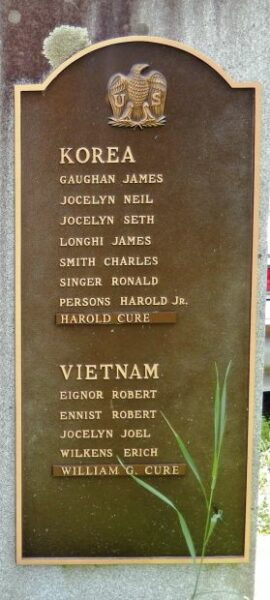 U S
KOREA
GAUGHAN JAMES
JOCELYN NEIL
JOCELYN SETH
LONGHI JAMES
SMITH CHARLES
SINGER RONALD
PERSONS HAROLD Jr.
HAROLD CURE
VIETNAM
EIGNOR ROBERT
ENNIST ROBERT
JOCELYN JOEL
WILKENS ERICH
WILLIAM G. CURE